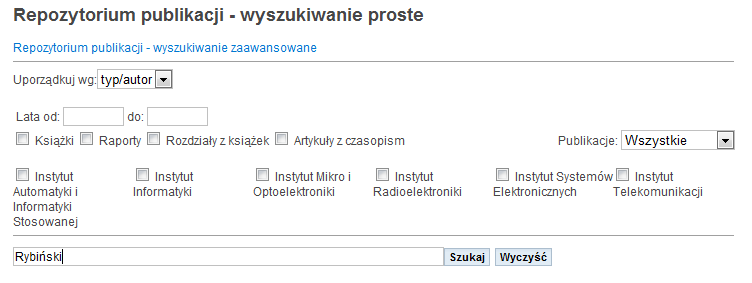 Repozytorium publikacji - wyszukiwanie proste
Repozytorium publikacji - wyszukiwanie zaawansowane
Uporządkuj wg: typ/autor
Lata od: do:
Książki Raporty Rozdziały z książek Artykuły z czasopism Publikacje: Wszystkie
Instytut Automatyki i Informatyki Stosowanej
Instytut Informatyki
Instytut Mikro i Optoelektroniki
Instytut Radioelektroniki
Instytut Systemów Elektronicznych
Instytut Telekomunikacji
Rybiński Szukaj Wyczyść